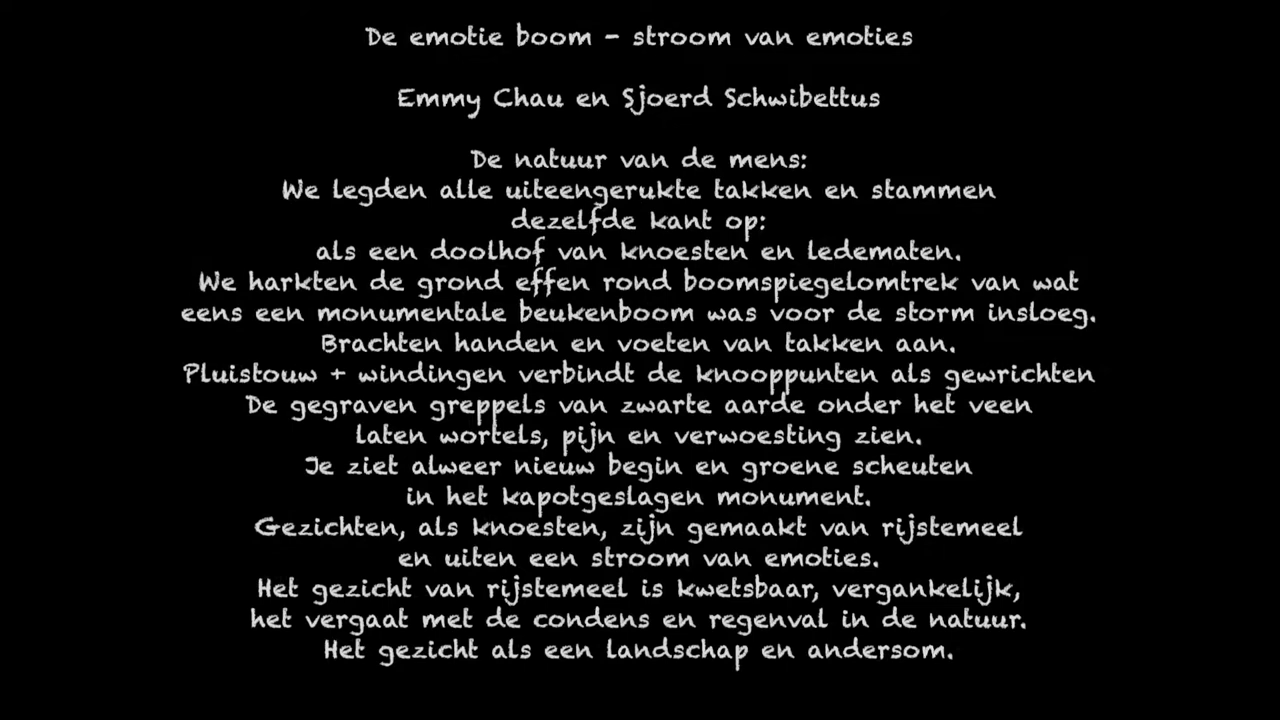 De emotie boom - stroom van emoties
Emmy Chau en Sjoerd Schwibettus
De natuur van de mens:
We legden alle uiteengerukte takken en stammen
dezelfde kant op:
als een doolhof van knoesten en ledematen.
We harkten de grond effen rond boomspiegelomtrek van wat
eens een monumentale beukenboom was voor de storm insloeg.
Brachten handen en voeten van takken aan.
Pluistouw + windingen verbindt de knooppunten als gewrichten
De gegraven greppels van zwarte aarde onder het veen
laten wortels, pijn en verwoesting zien.
Je ziet alweer nieuw begin en groene scheuten
in het kapotgeslagen monument.
Gezichten, als knoesten, zijn gemaakt van rijstemeel
en uiten een stroom van emoties.
Het gezicht van rijstemeel is kwetsbaar, vergankelijk,
het vergaat met de condens en regenval in de natuur.
Het gezicht als een landschap en andersom.